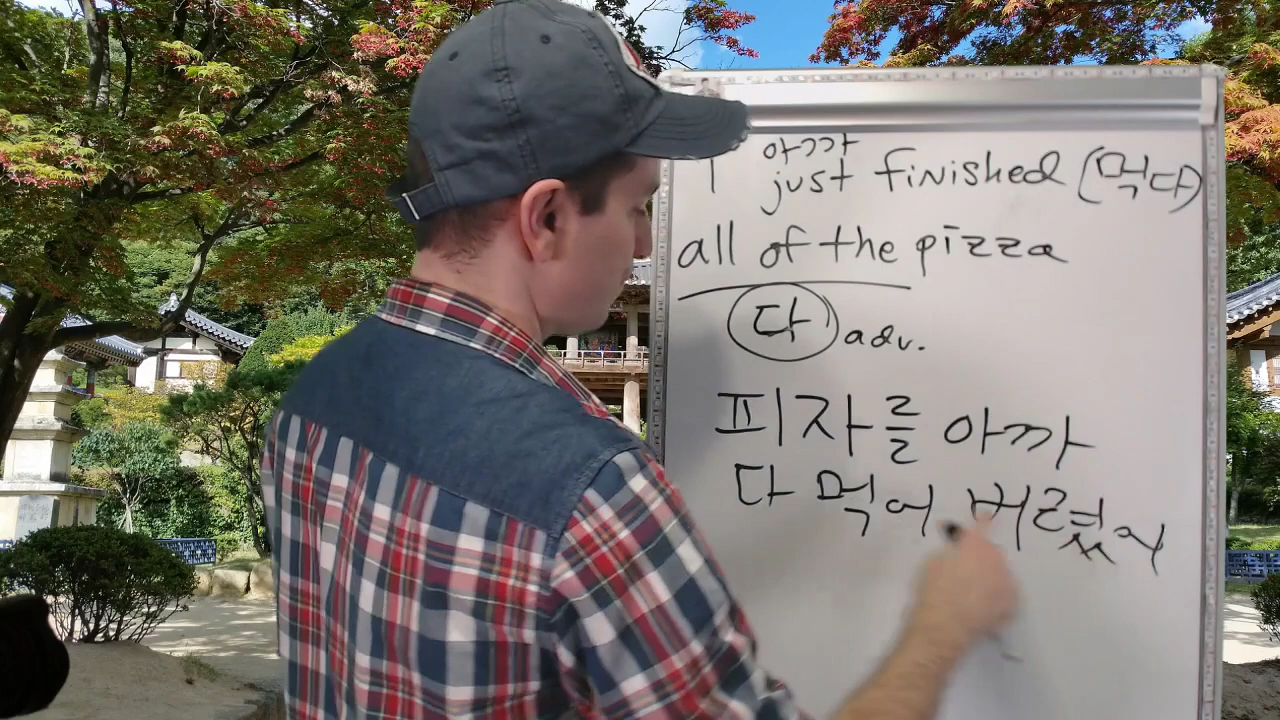 I 아까 just finished (먹다)
all of the pizza
다 adv.
피자를 아까
다 먹어 버렸어